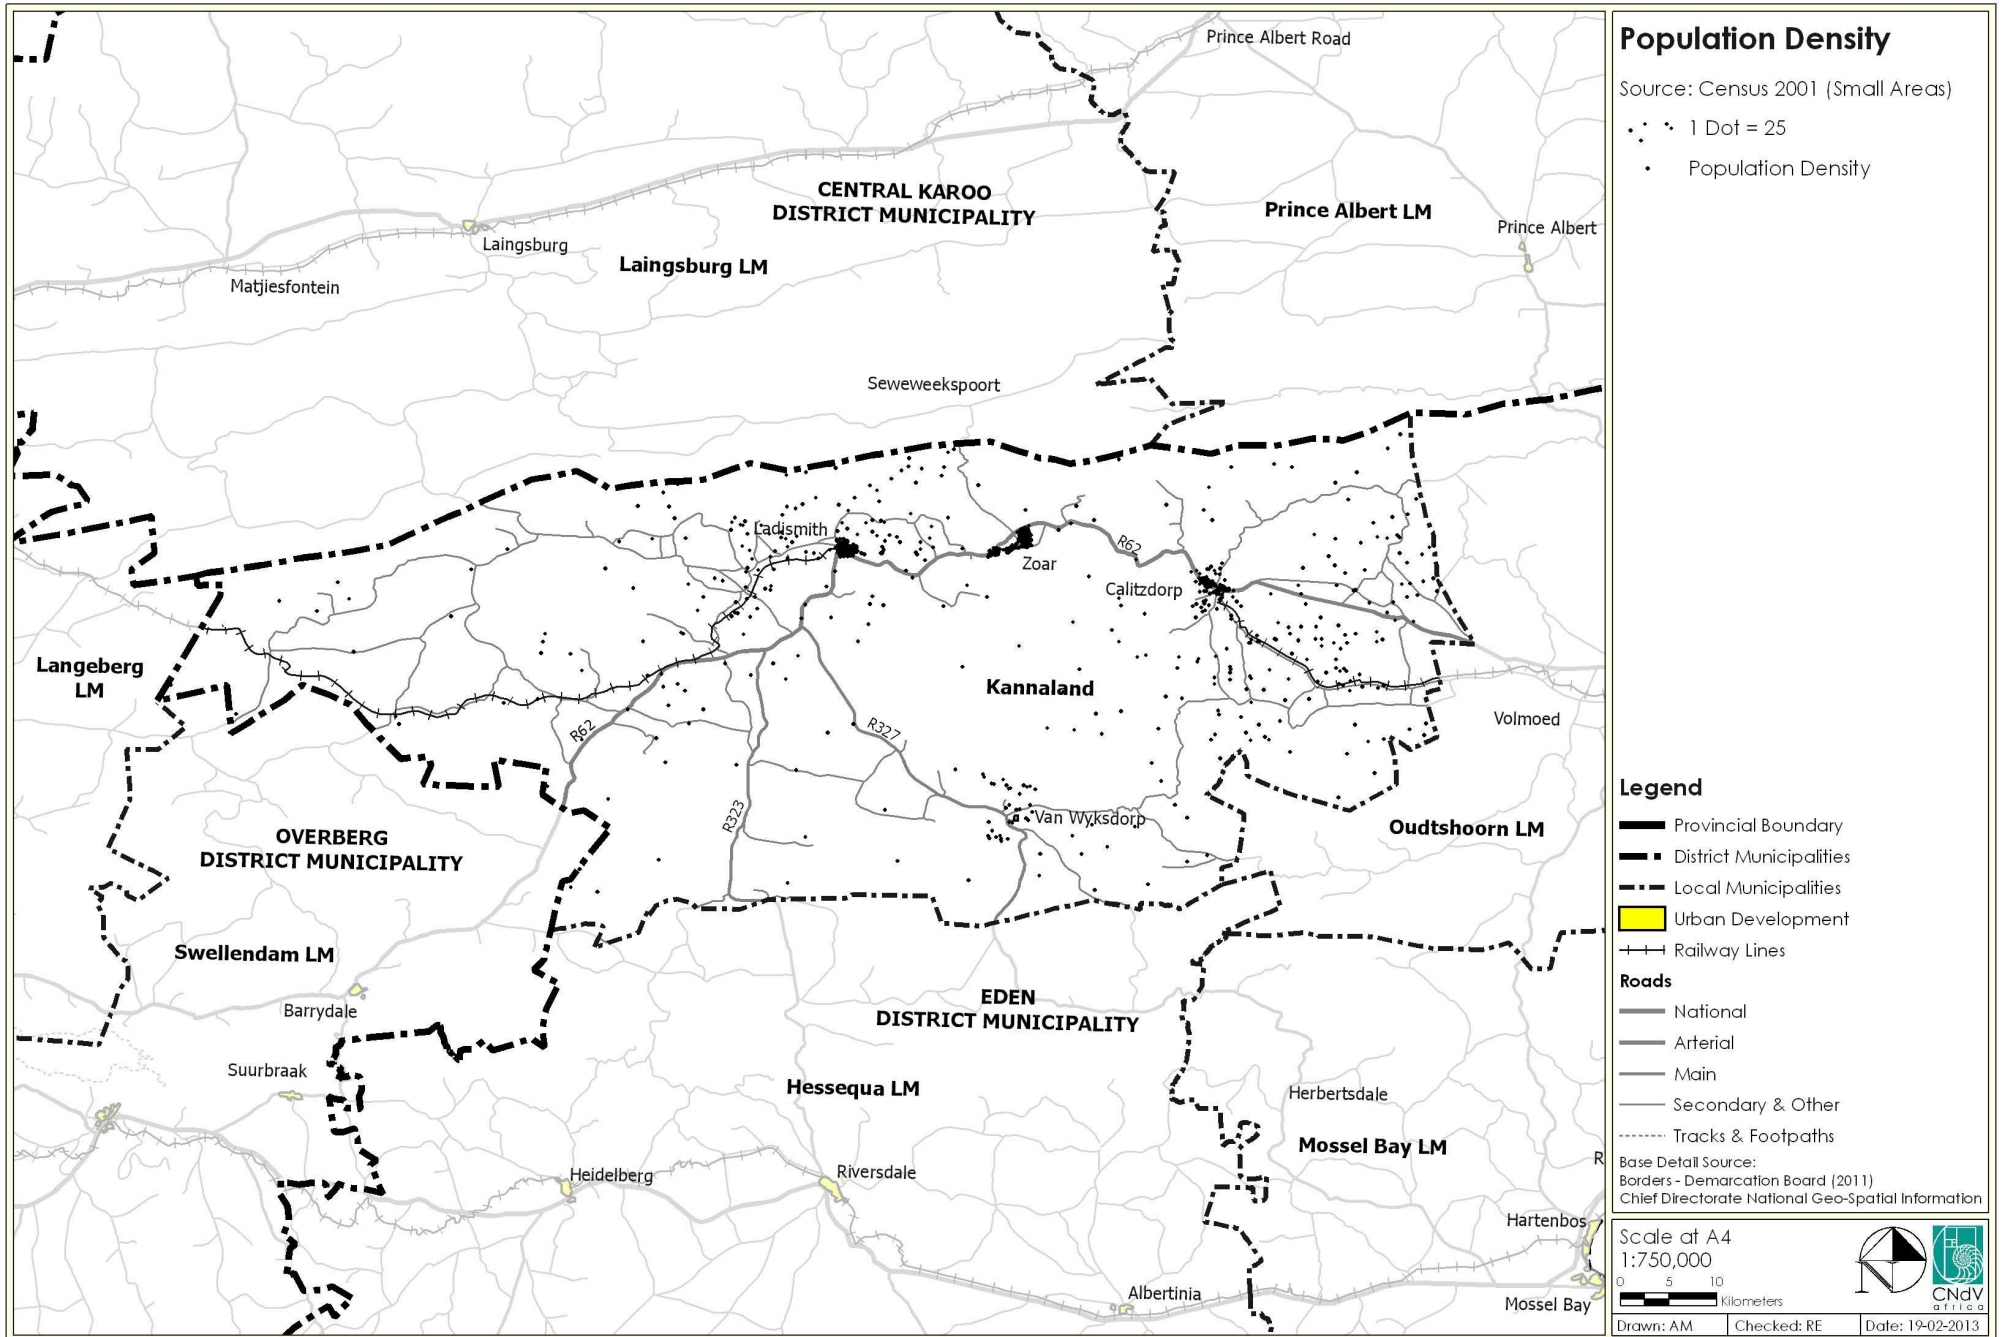 Prince Albert Road
CENTRAL KAROO
DISTRICT MUNICIPALITY
Prince Albert LM
Prince Albert
Laingsburg
Laingsburg LM
Matjiesfontein
Seweweekspoort
Ladismith
Zoar
R62
Calitzdorp
Langeberg
LM
Kannaland
Volmoed
R62
R327
R323
Van Wyksdorp
OVERBERG
DISTRICT MUNICIPALITY
Oudtshoorn LM
Swellendam LM
Barrydale
EDEN
DISTRICT MUNICIPALITY
Suurbraak
Hessequa LM
Herbertsdale
Mossel Bay LM
R
Heidelberg
Riversdale
Hartenbos
Albertinia
Mossel Bay
Population Density
Source: Census 2001 (Small Areas)
1 Dot = 25
Population Density
Legend
Provincial Boundary
District Municipalities
Local Municipalities
Urban Development
Railway Lines
Roads
National
Arterial
Main
Secondary & Other
Tracks & Footpaths
Base Detail Source:
Borders - Demarcation Board (2011)
Chief Directorate National Geo-Spatial Information
Scale at A4
1:750,000
0 5 10
Kilometers
N
CNdV
africa
Drawn: AM
Checked: RE
Date: 19-02-2013